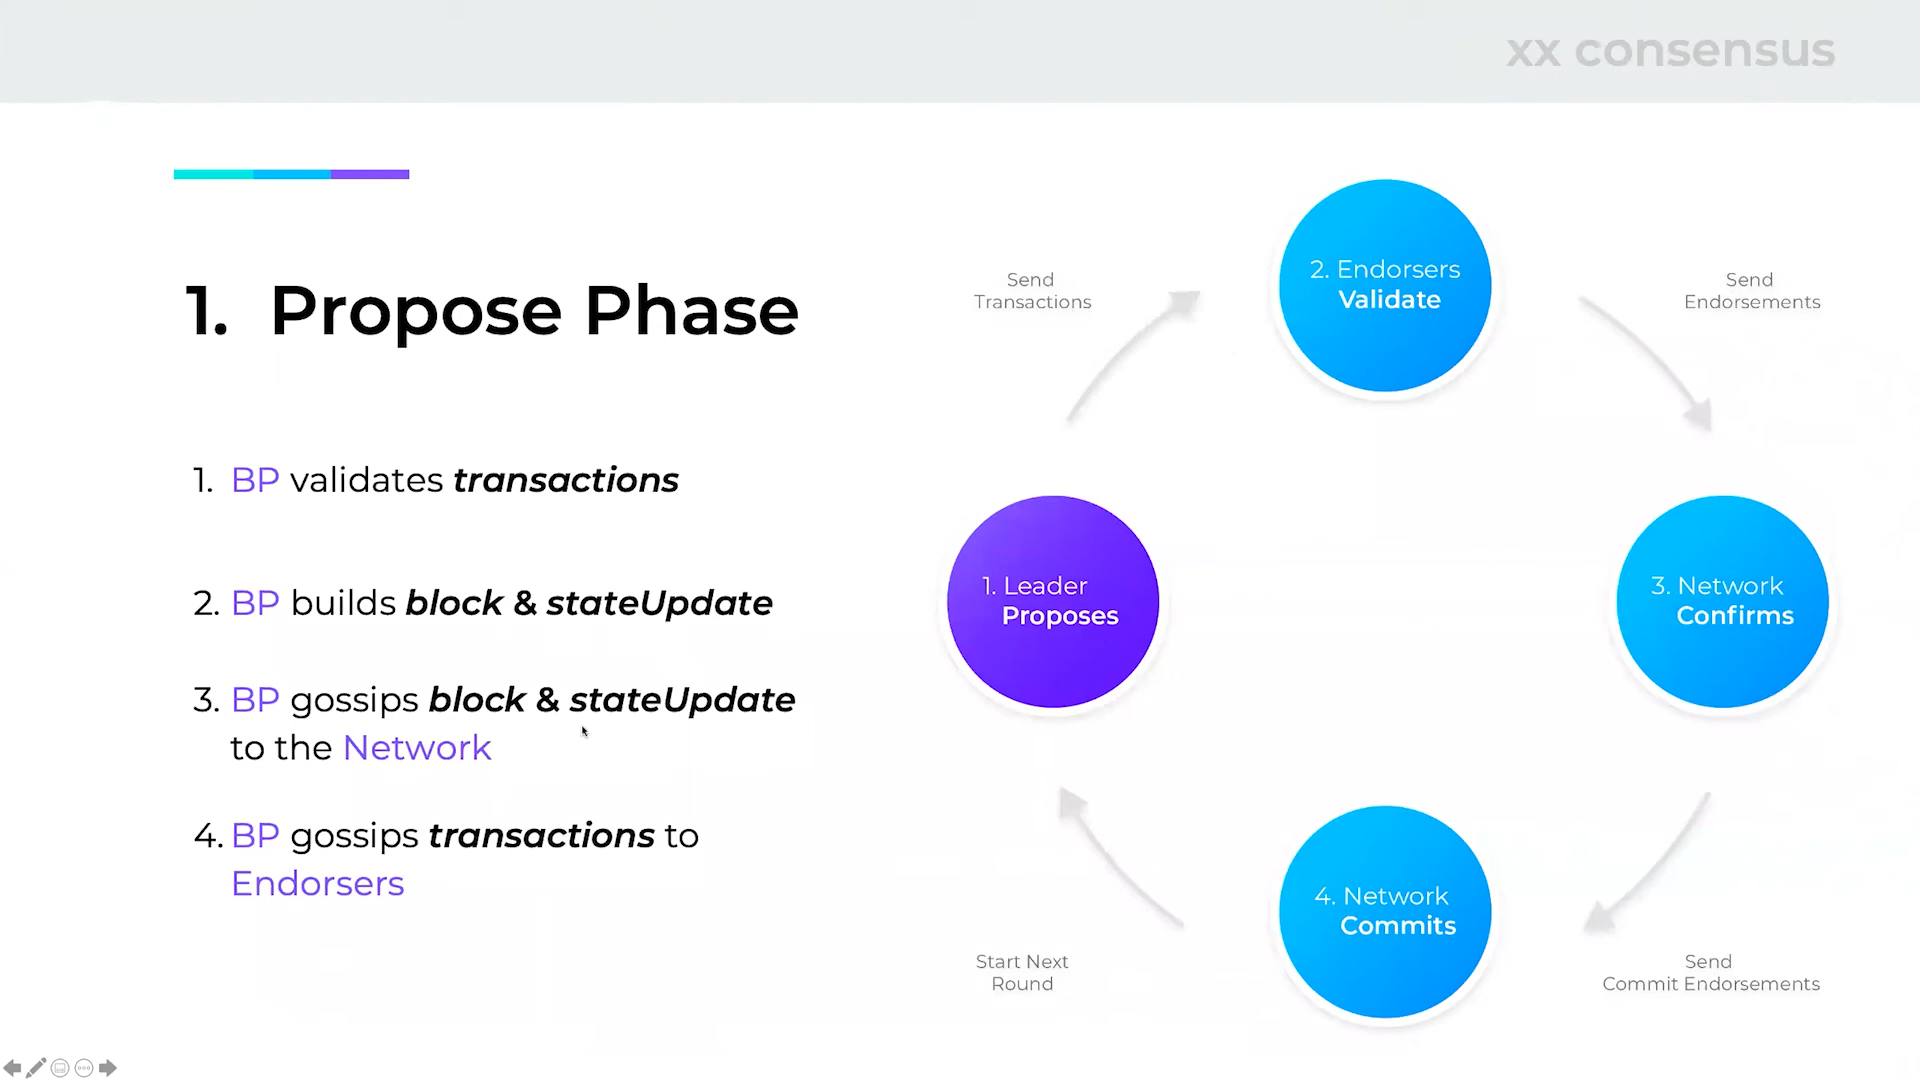 xx consensus
1. Propose Phase
1. BP validates transactions
2. BP builds block & stateUpdate
3. BP gossips block & stateUpdate
to the Network
4. BP gossips transactions to
Endorsers
Send
Transactions
2. Endorsers
Validate
Send
Endorsements
1. Leader
Proposes
3. Network
Confirms
4. Network
Commits
Start Next
Round
Send
Commit Endorsements